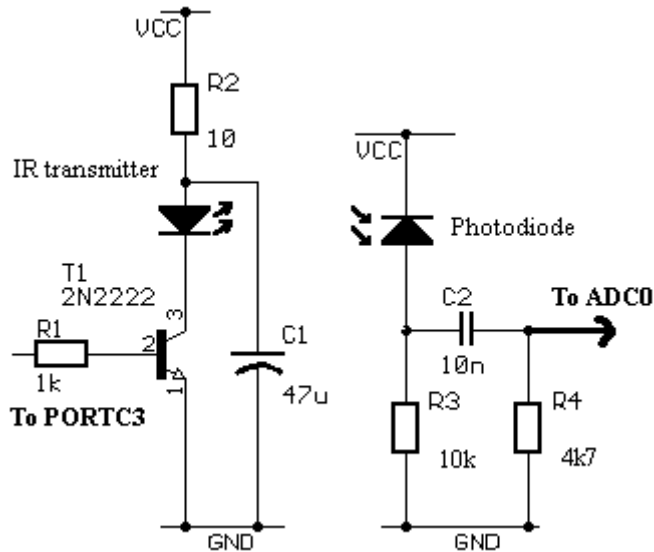 VCC
R2
10
IR transmitter
T1
2N2222
3
R1
2
1k
1
To PORTC3
C1
47u
GND
VCC
Photodiode
C2
To ADC0
10n
R3
10k
R4
4k7
GND